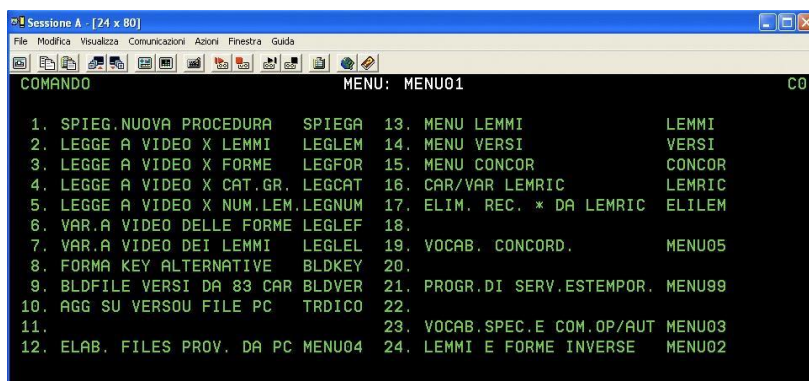 Sessione A - [24 x 80]
File Modifica Visualizza Comunicazioni Azioni Finestra Guida
COMANDO MENU: MENU01 CO
1. SPIEG.NUOVA PROCEDURA SPIEGA 13. MENU LEMMI LEMMI
2. LEGGE A VIDEO X LEMMI LEGLEM 14. MENU VERSI VERSI
3. LEGGE A VIDEO X FORME LEGFOR 15. MENU CONCOR CONCOR
4. LEGGE A VIDEO X CAT.GR. LEGCAT 16. CAR/VAR LEMRIC LEMRIC
5. LEGGE A VIDEO X NUM.LEM.LEGNUM 17. ELIM. REC. * DA LEMRIC ELILEM
6. VAR.A VIDEO DELLE FORME LEGLEF 18.
7. VAR.A VIDEO DEI LEMMI LEGLEL 19. VOCAB. CONCORD. MENU05
8. FORMA KEY ALTERNATIVE BLDKEY 20.
9. BLDFILE VERSI DA 83 CAR BLDVER 21. PROGR.DI SERV.ESTEMPOR. MENU99
10. AGG SU VERSOU FILE PC TRDICO 22.
11. 23. VOCAB.SPEC.E COM.OP/AUT MENU03
12. ELAB. FILES PROV. DA PC MENU04 24. LEMMI E FORME INVERSE MENU02